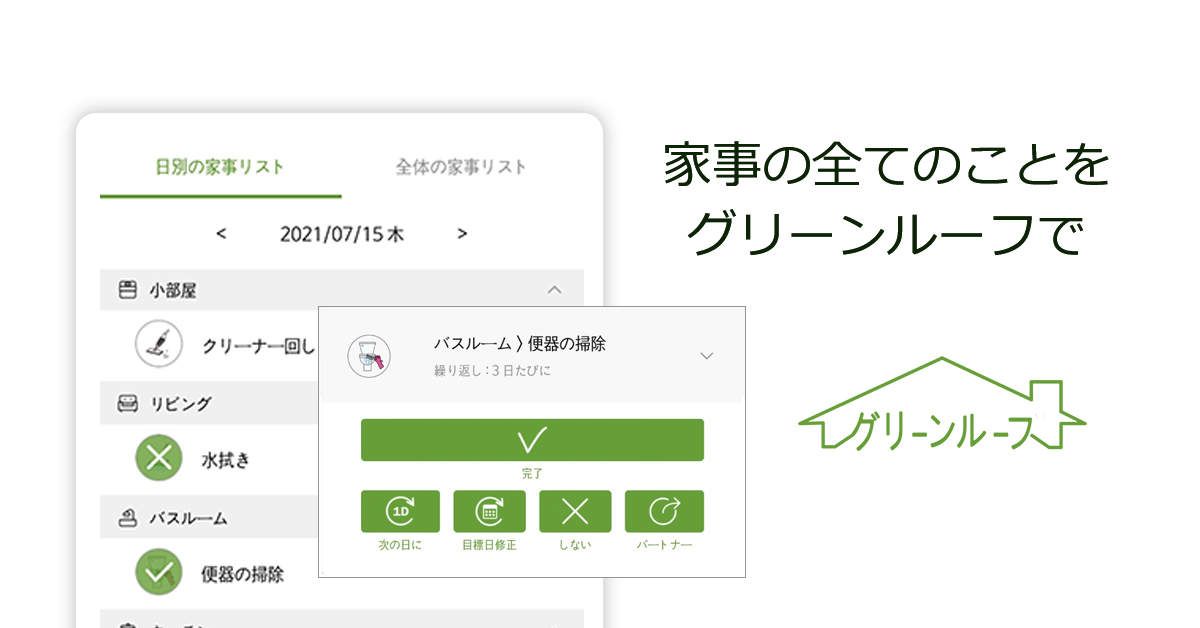 日別の家事リスト
全体の家事リスト
< 2021/07/15 木 >
小部屋
クリーナー回し
リビング
水拭き
バスルーム
便器の掃除
バスルーム 〉便器の掃除
繰り返し：3 日たびに
完了
1D
次の日に
目標日修正
しない
パートナー
家事の全てのことを
グリーンルーフで
グリーンルーフ